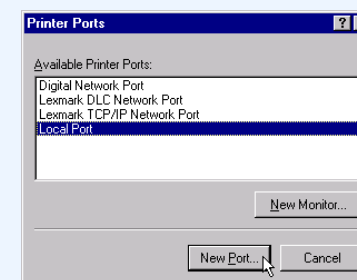 Printer Ports
Available Printer Ports:
Digital Network Port
Lexmark DLC Network Port
Lexmark TCP/IP Network Port
Local Port
New Monitor...
New Port... Cancel